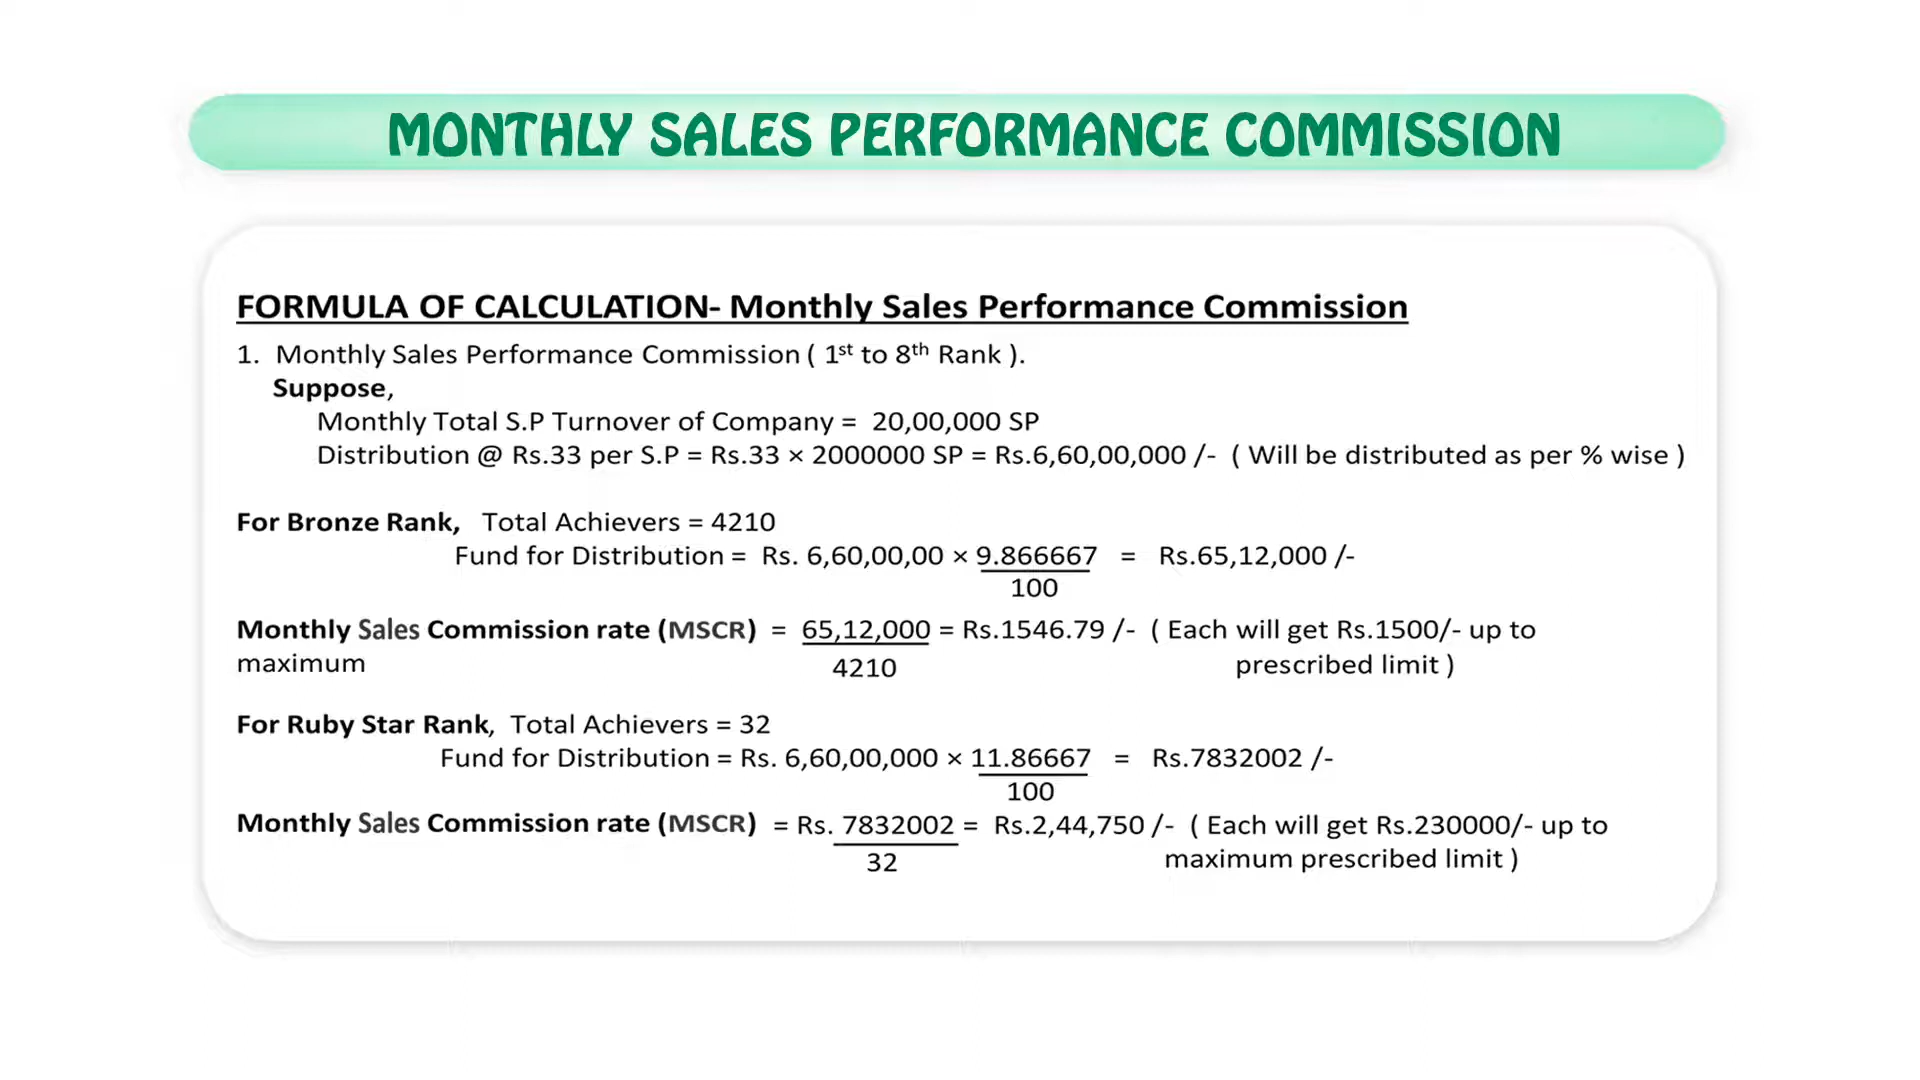 MONTHLY SALES PERFORMANCE COMMISSION
FORMULA OF CALCULATION- Monthly Sales Performance Commission
1. Monthly Sales Performance Commission ( 1st to 8th Rank ).
Suppose,
Monthly Total S.P Turnover of Company = 20,00,000 SP
Distribution @ Rs.33 per S.P = Rs.33 × 2000000 SP = Rs.6,60,00,000 /- ( Will be distributed as per % wise )
For Bronze Rank, Total Achievers = 4210
Fund for Distribution = Rs. 6,60,00,00 × 9.866667 = Rs.65,12,000 /-
100
Monthly Sales Commission rate (MSCR) = 65,12,000 = Rs.1546.79 /- ( Each will get Rs.1500/- up to
maximum 4210 prescribed limit )
For Ruby Star Rank, Total Achievers = 32
Fund for Distribution = Rs. 6,60,00,000 × 11.86667 = Rs.7832002 /-
100
Monthly Sales Commission rate (MSCR) = Rs. 7832002 = Rs.2,44,750 /- ( Each will get Rs.230000/- up to
32 maximum prescribed limit )